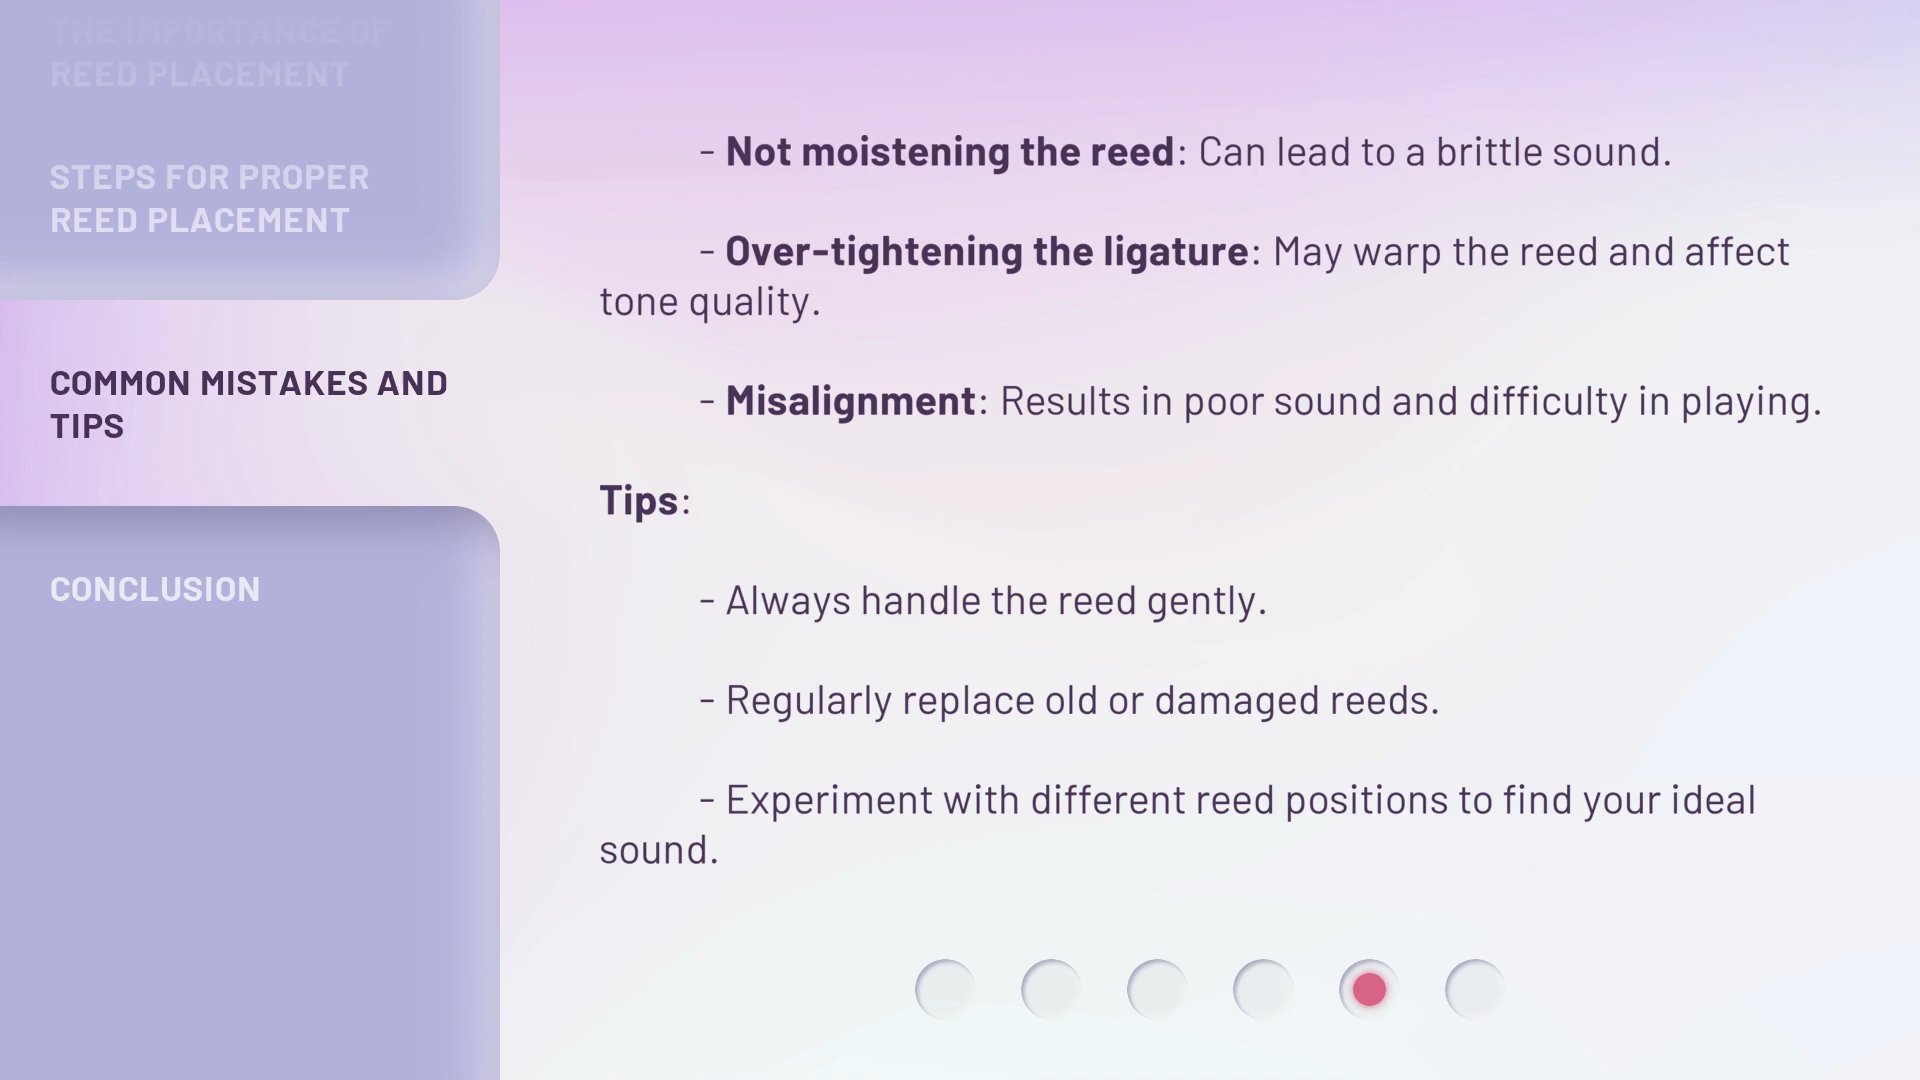 THE IMPORTANCE OF
REED PLACEMENT
STEPS FOR PROPER
REED PLACEMENT
COMMON MISTAKES AND
TIPS
CONCLUSION
- Not moistening the reed: Can lead to a brittle sound.
- Over-tightening the ligature: May warp the reed and affect
tone quality.
- Misalignment: Results in poor sound and difficulty in playing.
Tips:
- Always handle the reed gently.
- Regularly replace old or damaged reeds.
- Experiment with different reed positions to find your ideal
sound.